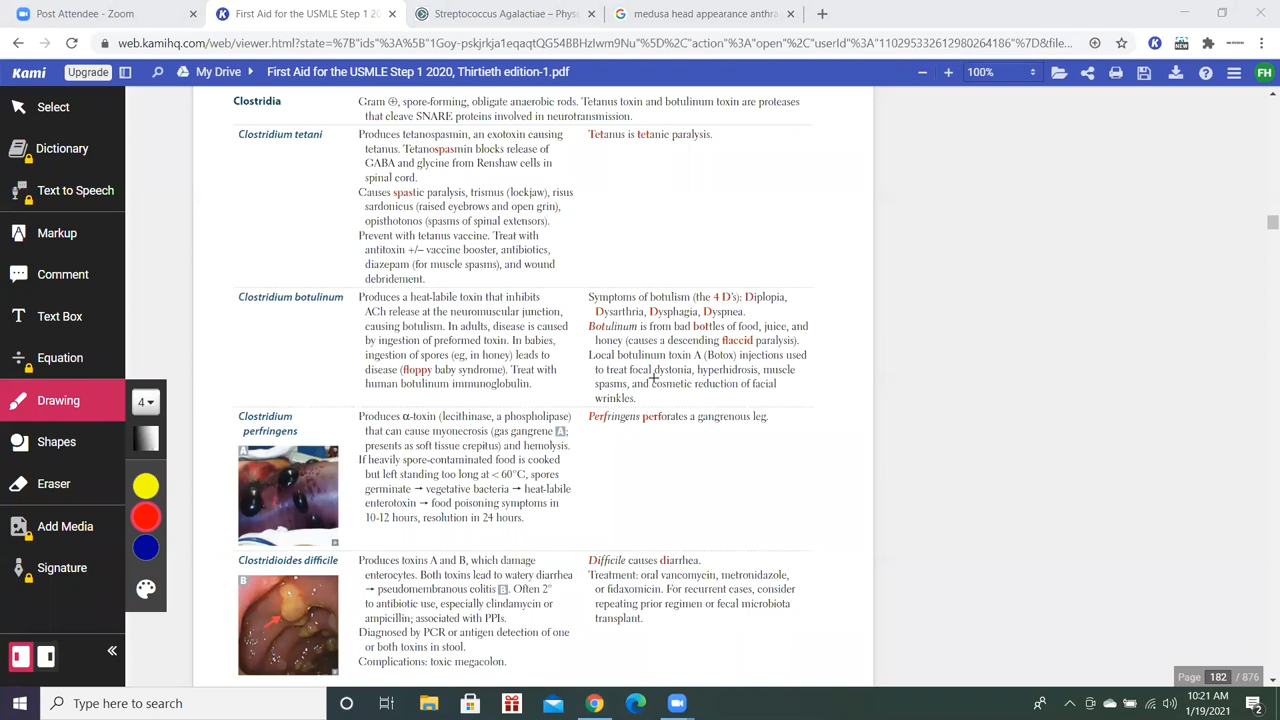 Post Attendee - Zoom
First Aid for the USMLE Step 1 20
Streptococcus Agalactiae – Phys
medusa head appearance anthra
web.kamihq.com/web/viewer.html?state=%7B"ids"%3A%5B"1Goy-pskjrkja1eqaqtQG54BBHzlwm9Nu"%5D%2C"action"%3A"open"%2C"userId"%3A"110295332612980264186"%7D&file...
NEW
Kami
Upgrade
My Drive
First Aid for the USMLE Step 1 2020, Thirtieth edition-1.pdf
100%
FH
Select
Dictionary
Text to Speech
Markup
Comment
Text Box
Equation
Drawing
4
Shapes
Eraser
Add Media
Signature
Clostridia
Gram ⊕, spore-forming, obligate anaerobic rods. Tetanus toxin and botulinum toxin are proteases
that cleave SNARE proteins involved in neurotransmission.
Clostridium tetani
Produces tetanospasmin, an exotoxin causing
tetanus. Tetanospasmin blocks release of
GABA and glycine from Renshaw cells in
spinal cord.
Causes spastic paralysis, trismus (lockjaw), risus
sardonicus (raised eyebrows and open grin),
opisthotonos (spasms of spinal extensors).
Prevent with tetanus vaccine. Treat with
antitoxin +/– vaccine booster, antibiotics,
diazepam (for muscle spasms), and wound
debridement.
Tetanus is tetanic paralysis.
Clostridium botulinum
Produces a heat-labile toxin that inhibits
ACh release at the neuromuscular junction,
causing botulism. In adults, disease is caused
by ingestion of preformed toxin. In babies,
ingestion of spores (eg, in honey) leads to
disease (floppy baby syndrome). Treat with
human botulinum immunoglobulin.
Symptoms of botulism (the 4 D's): Diplopia,
Dysarthria, Dysphagia, Dyspnea.
Botulinum is from bad bottles of food, juice, and
honey (causes a descending flaccid paralysis).
Local botulinum toxin A (Botox) injections used
to treat focal dystonia, hyperhidrosis, muscle
spasms, and cosmetic reduction of facial
wrinkles.
Clostridium
perfringens
A
Produces α-toxin (lecithinase, a phospholipase)
that can cause myonecrosis (gas gangrene A;
presents as soft tissue crepitus) and hemolysis.
If heavily spore-contaminated food is cooked
but left standing too long at < 60°C, spores
germinate → vegetative bacteria → heat-labile
enterotoxin → food poisoning symptoms in
10-12 hours, resolution in 24 hours.
Perfringens perforates a gangrenous leg.
Clostridioides difficile
B
Produces toxins A and B, which damage
enterocytes. Both toxins lead to watery diarrhea
→ pseudomembranous colitis B. Often 2°
to antibiotic use, especially clindamycin or
ampicillin; associated with PPIs.
Diagnosed by PCR or antigen detection of one
or both toxins in stool.
Complications: toxic megacolon.
Difficile causes diarrhea.
Treatment: oral vancomycin, metronidazole,
or fidaxomicin. For recurrent cases, consider
repeating prior regimen or fecal microbiota
transplant.
Page 182 / 876
Type here to search
10:21 AM
1/19/2021
2